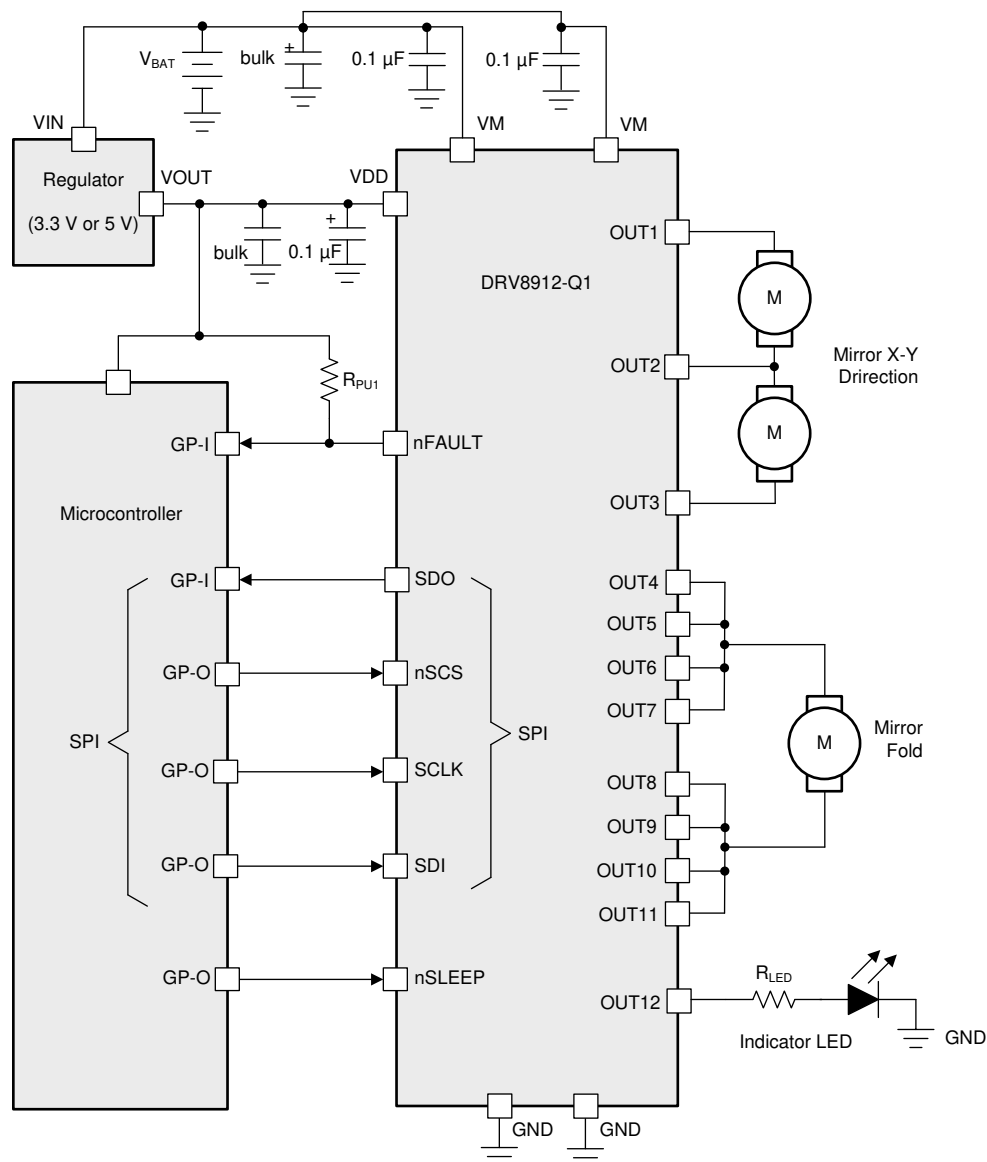 V_BAT
bulk
+
0.1 µF
0.1 µF
VIN
VM
VM
Regulator
(3.3 V or 5 V)
VOUT
VDD
bulk
0.1 µF
+
DRV8912-Q1
OUT1
M
OUT2
Mirror X-Y
Drirection
M
OUT3
R_PU1
GP-I
nFAULT
Microcontroller
GP-I
SDO
GP-O
nSCS
SPI
SPI
GP-O
SCLK
GP-O
SDI
GP-O
nSLEEP
OUT4
OUT5
OUT6
OUT7
M
Mirror
Fold
OUT8
OUT9
OUT10
OUT11
OUT12
R_LED
Indicator LED
GND
GND
GND